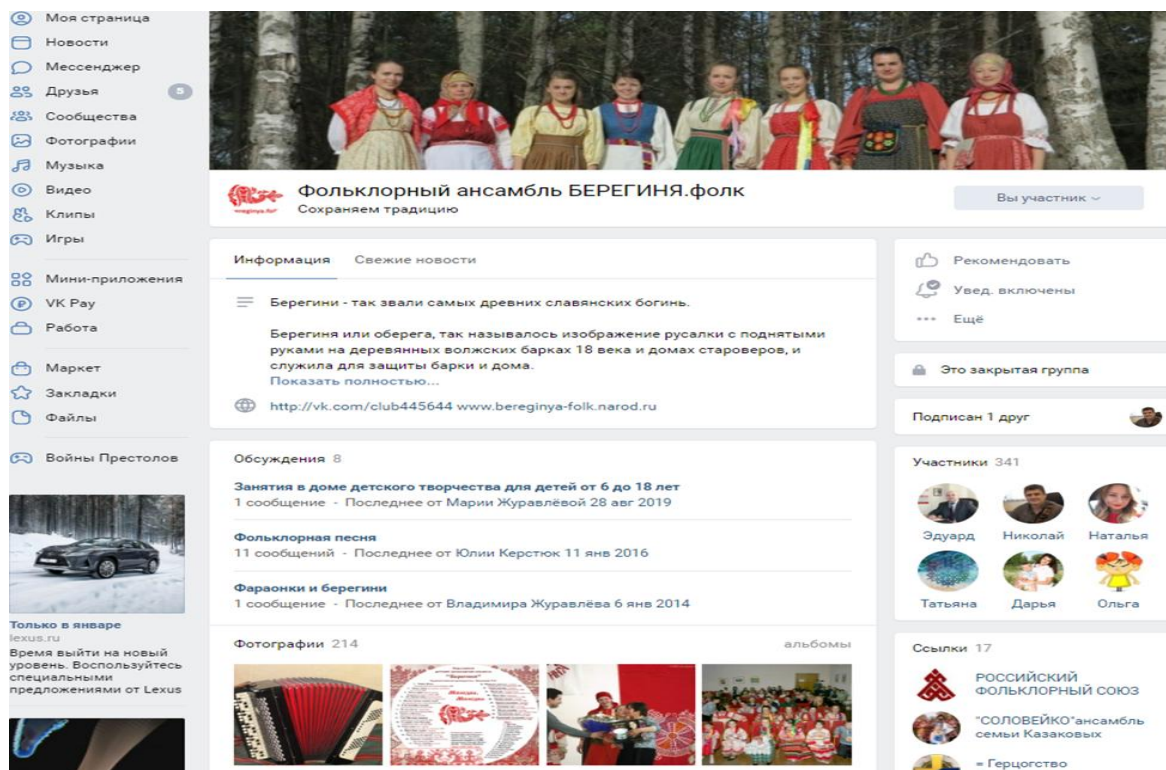 Моя страница
Новости
Мессенджер
Друзья 5
Сообщества
Фотографии
Музыка
Видео
Клипы
Игры
Мини-приложения
VK Pay
Работа
Маркет
Закладки
Файлы
Войны Престолов
Только в январе
lexus.ru
Время выйти на новый
уровень. Воспользуйтесь
специальными
предложениями от Lexus
Фольклорный ансамбль БЕРЕГИНЯ.фолк
Сохраняем традицию
Вы участник
Информация Свежие новости
Берегини - так звали самых древних славянских богинь.
Берегиня или оберега, так называлось изображение русалки с поднятыми
руками на деревянных волжских барках 18 века и домах староверов, и
служила для защиты барки и дома.
Показать полностью...
http://vk.com/club445644 www.bereginya-folk.narod.ru
Обсуждения 8
Занятия в доме детского творчества для детей от 6 до 18 лет
1 сообщение - Последнее от Марии Журавлёвой 28 авг 2019
Фольклорная песня
11 сообщений - Последнее от Юлии Керстюк 11 янв 2016
Фараонки и берегини
1 сообщение - Последнее от Владимира Журавлёва 6 янв 2014
Фотографии 214 альбомы
Рекомендовать
Увед. включены
Ещё
Это закрытая группа
Подписан 1 друг
Участники 341
Эдуард Николай Наталья
Татьяна Дарья Ольга
Ссылки 17
РОССИЙСКИЙ
ФОЛЬКЛОРНЫЙ СОЮЗ
"СОЛОВЕЙКО"ансамбль
семьи Казаковых
= Герцогство